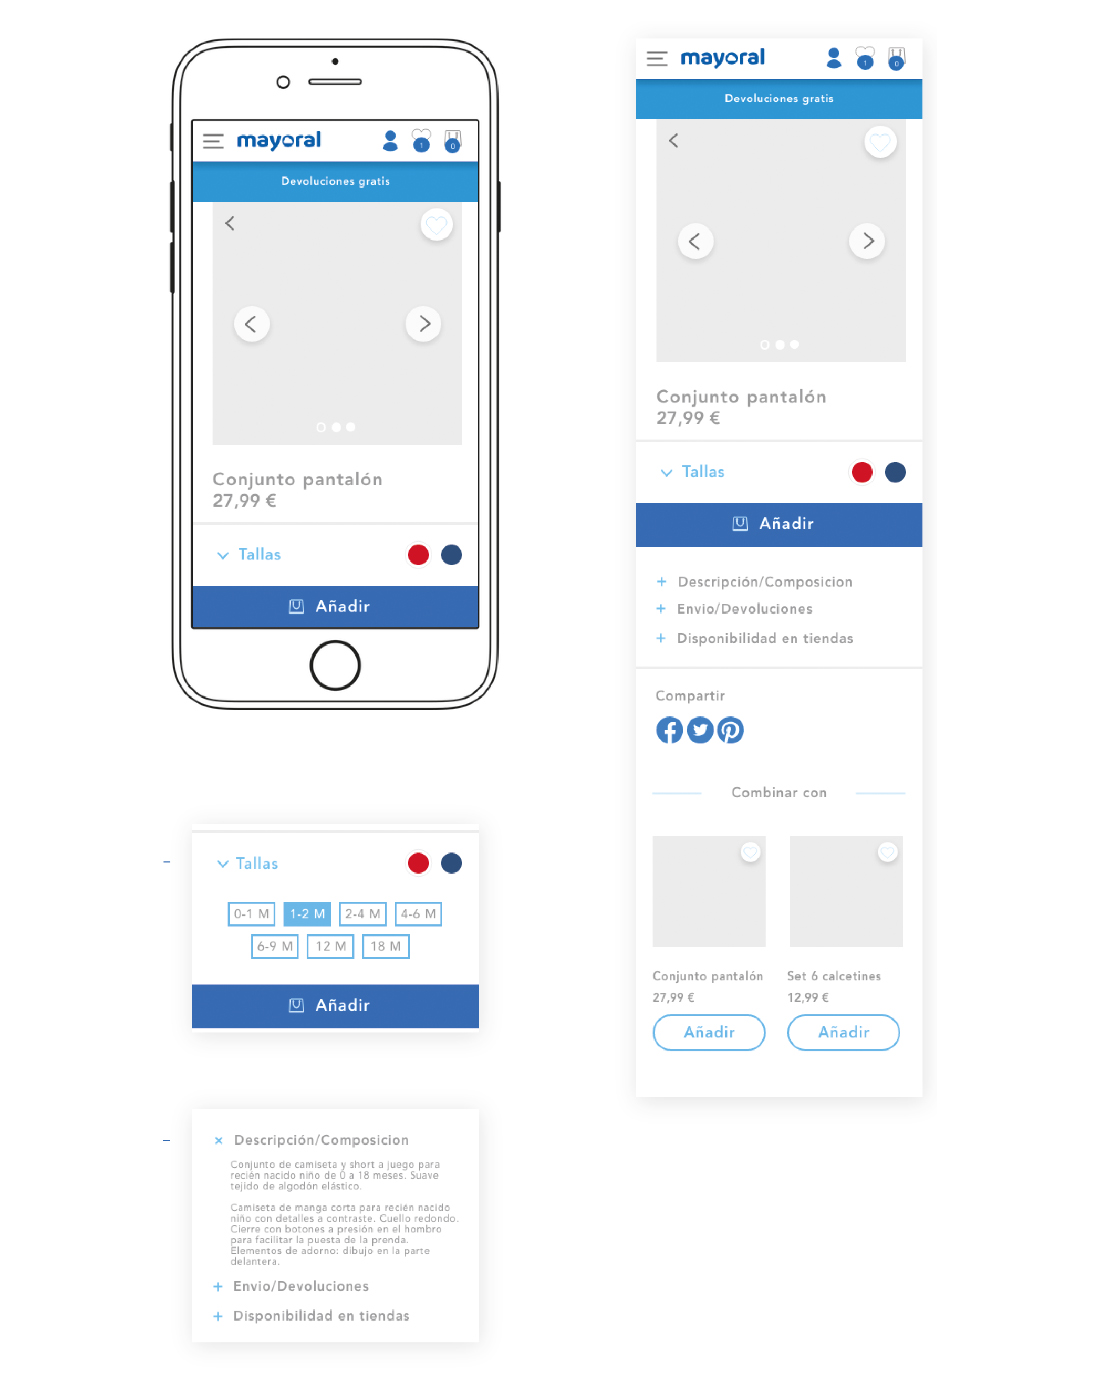 mayoral
1
0
Devoluciones gratis
Conjunto pantalón
27,99 €
Tallas
Añadir
Tallas
0-1 M 1-2 M 2-4 M 4-6 M
6-9 M 12 M 18 M
Añadir
Descripción/Composicion
Conjunto de camiseta y short a juego para
recién nacido niño de 0 a 18 meses. Suave
tejido de algodón elástico.
Camiseta de manga corta para recién nacido
niño con detalles a contraste. Cuello redondo.
Cierre con botones a presión en el hombro
para facilitar la puesta de la prenda.
Elementos de adorno: dibujo en la parte
delantera.
Envio/Devoluciones
Disponibilidad en tiendas
mayoral
1
0
Devoluciones gratis
Conjunto pantalón
27,99 €
Tallas
Añadir
Descripción/Composicion
Envio/Devoluciones
Disponibilidad en tiendas
Compartir
Combinar con
Conjunto pantalón
27,99 €
Añadir
Set 6 calcetines
12,99 €
Añadir